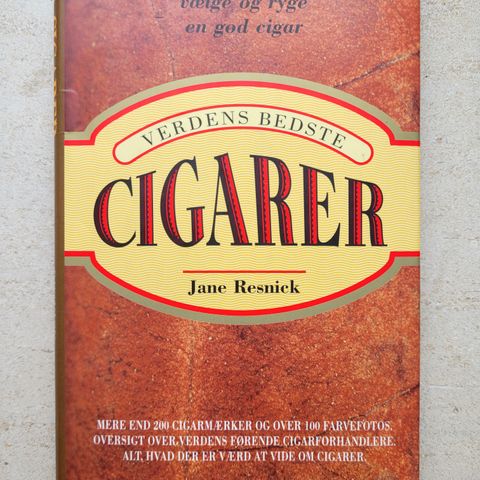 vælge og ryge
en god cigar
VERDENS BEDSTE
CIGARER
Jane Resnick
MERE END 200 CIGARMÆRKER OG OVER 100 FARVEFOTOS.
OVERSIGT OVER VERDENS FØRENDE CIGARFORHANDLERE.
ALT, HVAD DER ER VÆRD AT VIDE OM CIGARER.